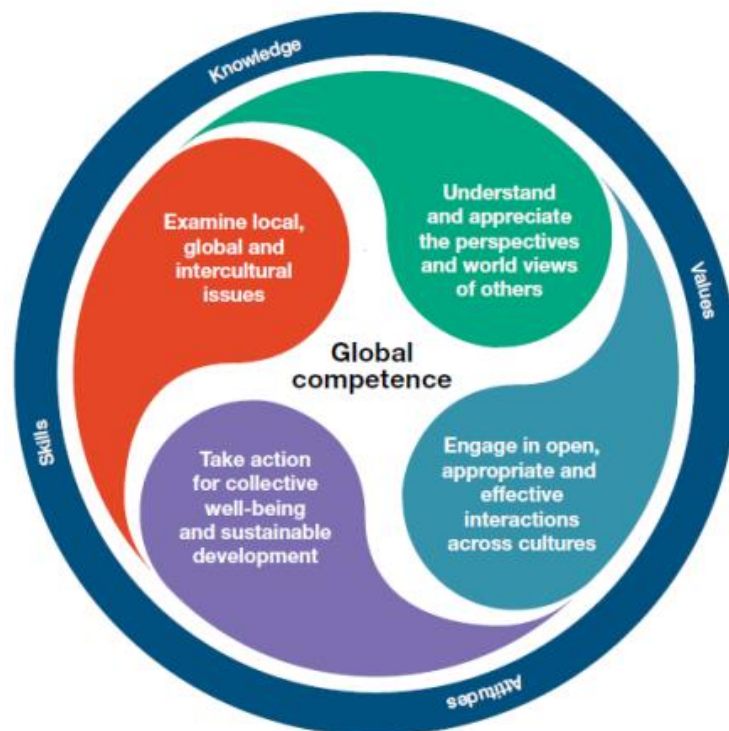 Knowledge
Understand
and appreciate
the perspectives
and world views
of others
Examine local,
global and
intercultural
issues
Values
Global
competence
Skills
Take action
for collective
well-being
and sustainable
development
Engage in open,
appropriate and
effective
interactions
across cultures
Attitudes